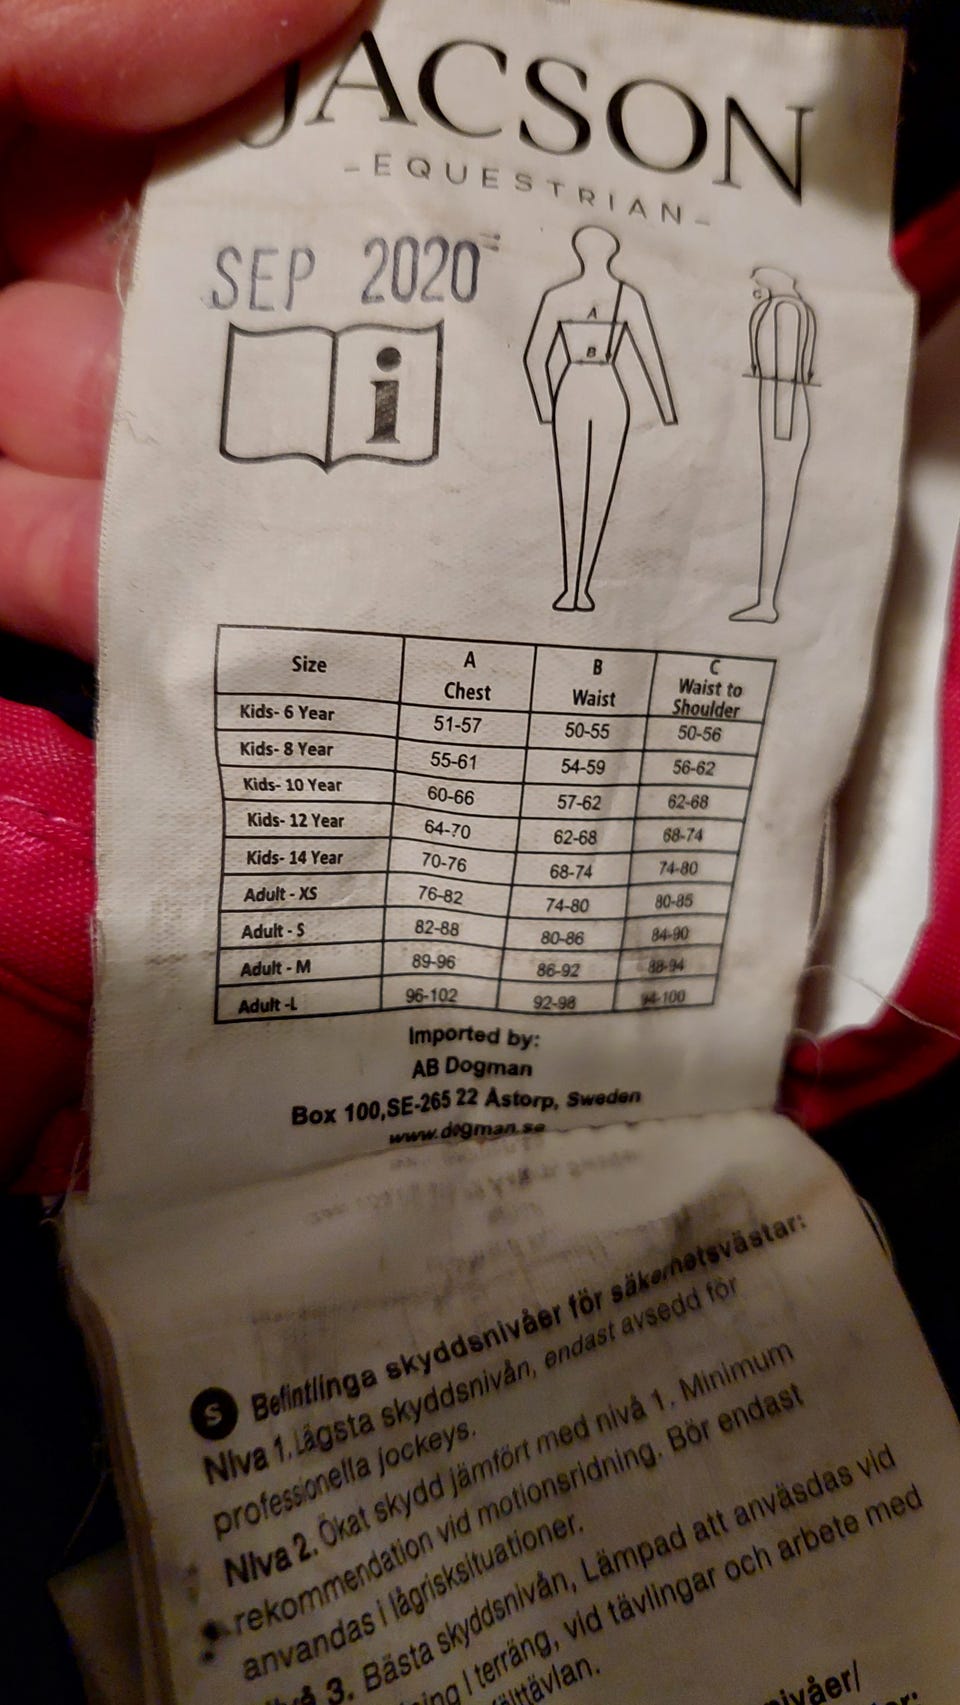 JACSON
-EQUESTRIAN-
SEP 2020
i
A
B
C
Size A Chest B Waist C Waist to Shoulder
Kids- 6 Year 51-57 50-55 50-56
Kids- 8 Year 55-61 54-59 56-62
Kids- 10 Year 60-66 57-62 62-68
Kids- 12 Year 64-70 62-68 68-74
Kids- 14 Year 70-76 68-74 74-80
Adult - XS 76-82 74-80 80-85
Adult - S 82-88 80-86 84-90
Adult - M 89-96 86-92 88-94
Adult -L 96-102 92-98 94-100
Imported by:
AB Dogman
Box 100,SE-265 22 Åstorp, Sweden
www.dogman.se
S Befintlinga skyddsnivåer för säkerhetsvästar:
Niva 1. Lägsta skyddsnivån, endast avsedd för
professionella jockeys.
Niva 2. Ökat skydd jämfört med nivå 1. Minimum
rekommendation vid motionsridning. Bör endast
anvandas i lågrisksituationer.
3. Bästa skyddsnivån, Lämpad att anväsdas vid
I terräng, vid tävlingar och arbete med